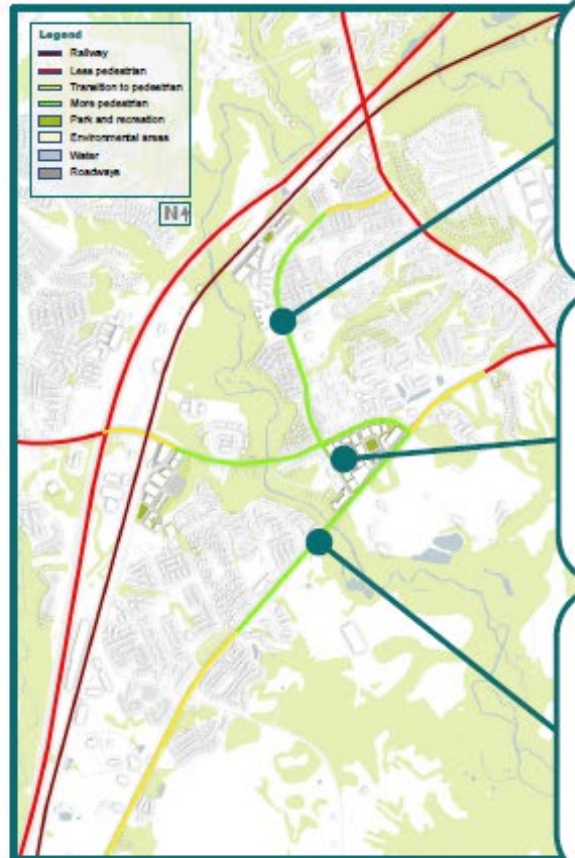 Legend
Railway
Less pedestrian
Transition to pedestrian
More pedestrian
Park and recreation
Environmental areas
Water
Roadways
N